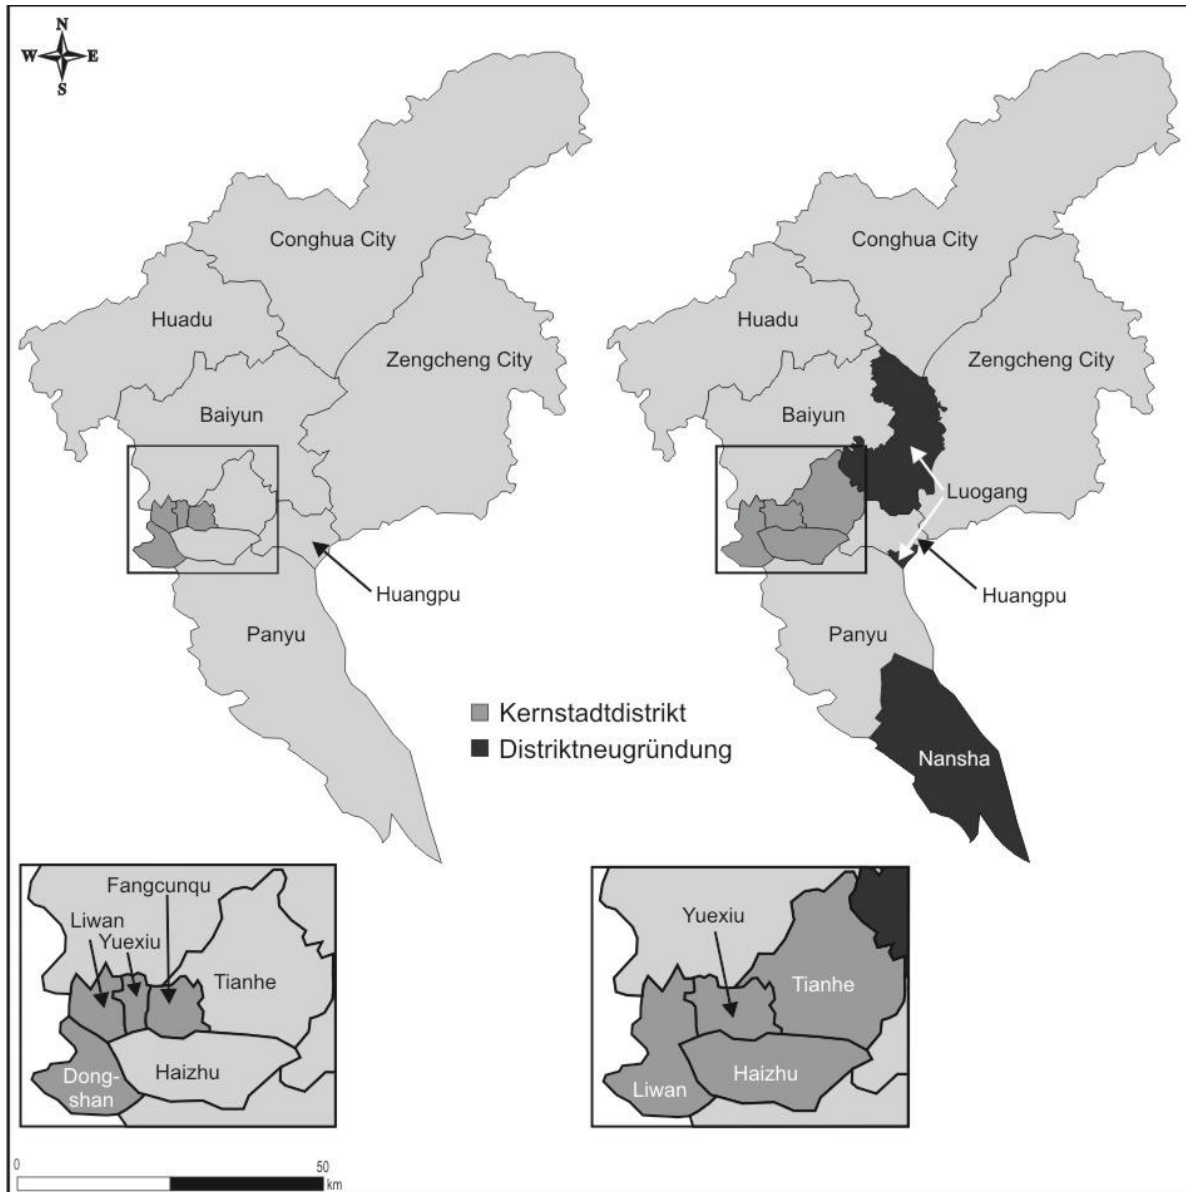 N
W E
S
Conghua City
Huadu
Zengcheng City
Baiyun
Huangpu
Panyu
Conghua City
Huadu
Zengcheng City
Baiyun
Luogang
Huangpu
Panyu
Nansha
Kernstadtdistrikt
Distriktneugründung
Fangcunqu
Liwan
Yuexiu
Tianhe
Dong-
shan
Haizhu
Yuexiu
Tianhe
Haizhu
Liwan
0 50
km